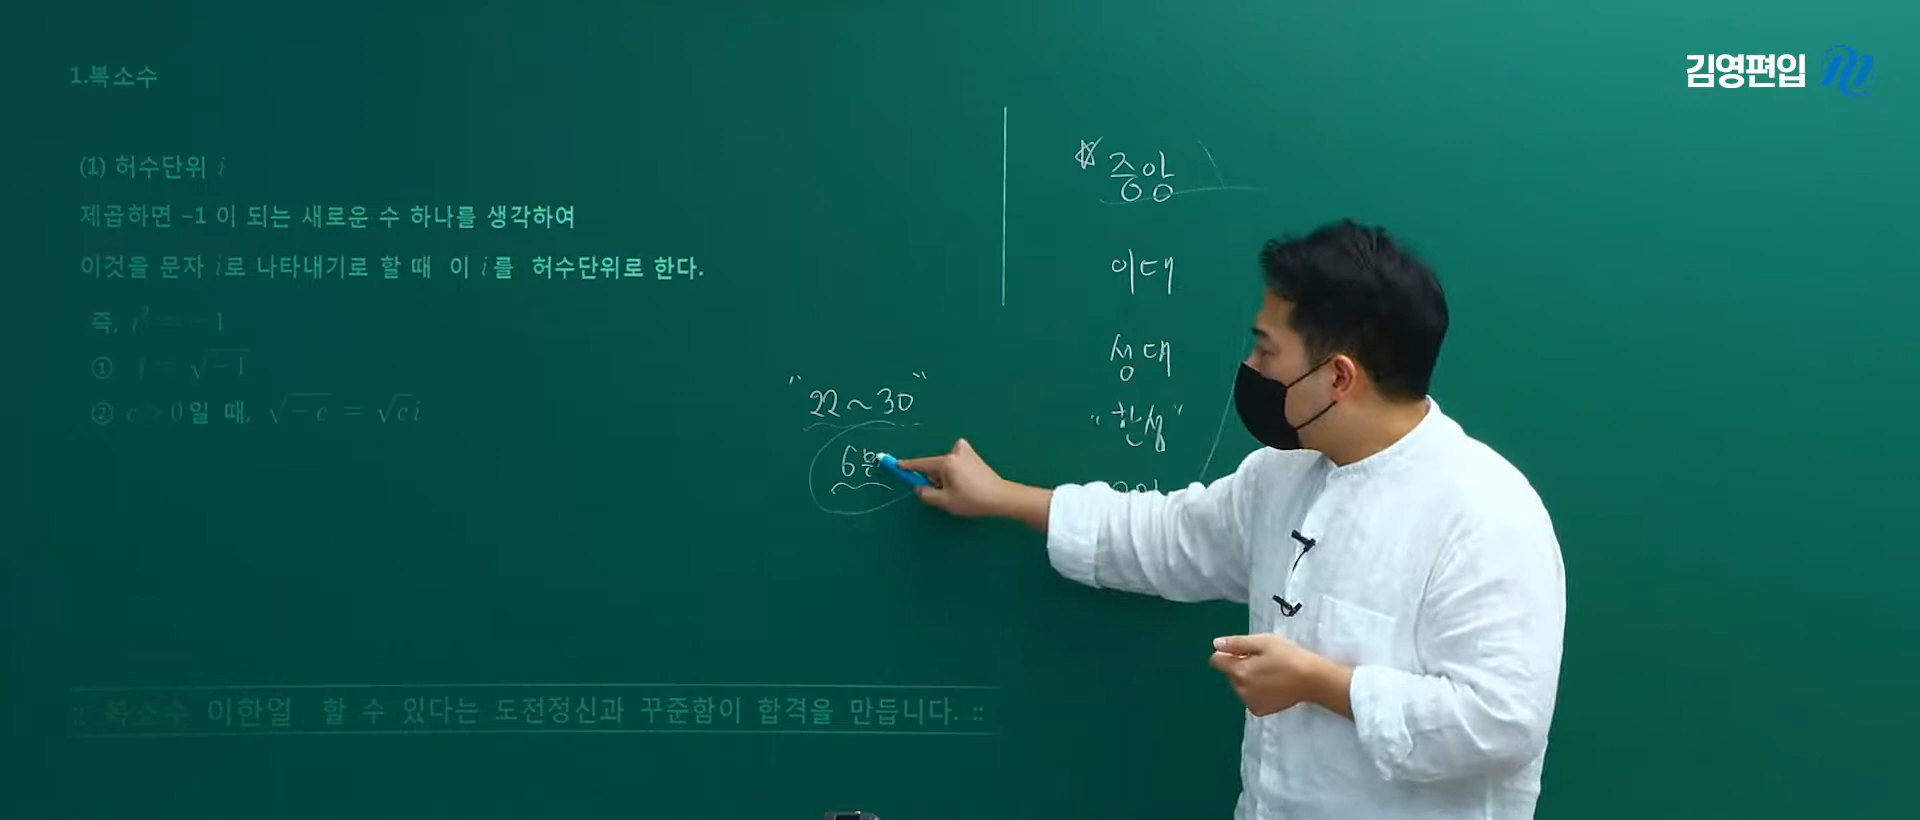 김영편입
1.복소수
(1) 허수단위 i
제곱하면 -1 이 되는 새로운 수 하나를 생각하여
이것을 문자 i로 나타내기로 할 때 이 i를 허수단위로 한다.
즉, i² = -1
① i = √-1
② c > 0일 때, √-c = √c i
"22~30"
6분
중앙
이대
성대
"한성"
:: 복소수 이한얼 할 수 있다는 도전정신과 꾸준함이 합격을 만듭니다. ::